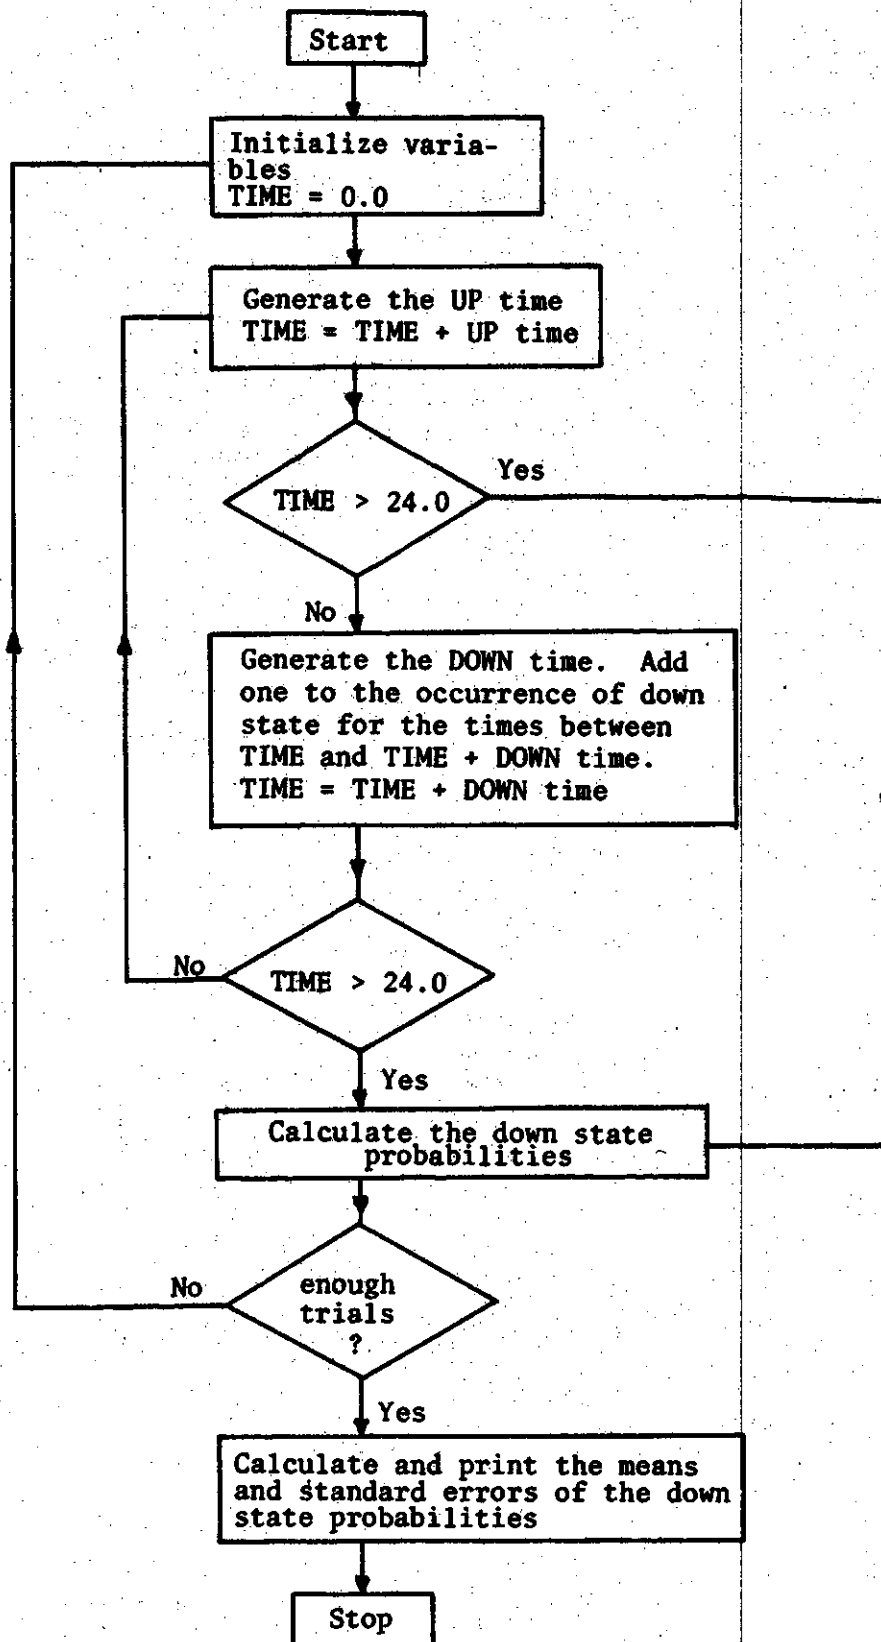 Start
Initialize varia-
bles
TIME = 0.0
Generate the UP time
TIME = TIME + UP time
TIME > 24.0
Yes
No
Generate the DOWN time. Add
one to the occurrence of down
state for the times between
TIME and TIME + DOWN time.
TIME = TIME + DOWN time
TIME > 24.0
No
Yes
Calculate the down state
probabilities
enough
trials
?
No
Yes
Calculate and print the means
and standard errors of the down
state probabilities
Stop